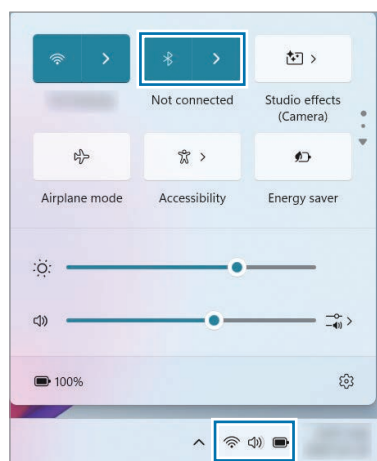 Not connected
Studio effects
(Camera)
Airplane mode
Accessibility
Energy saver
100%